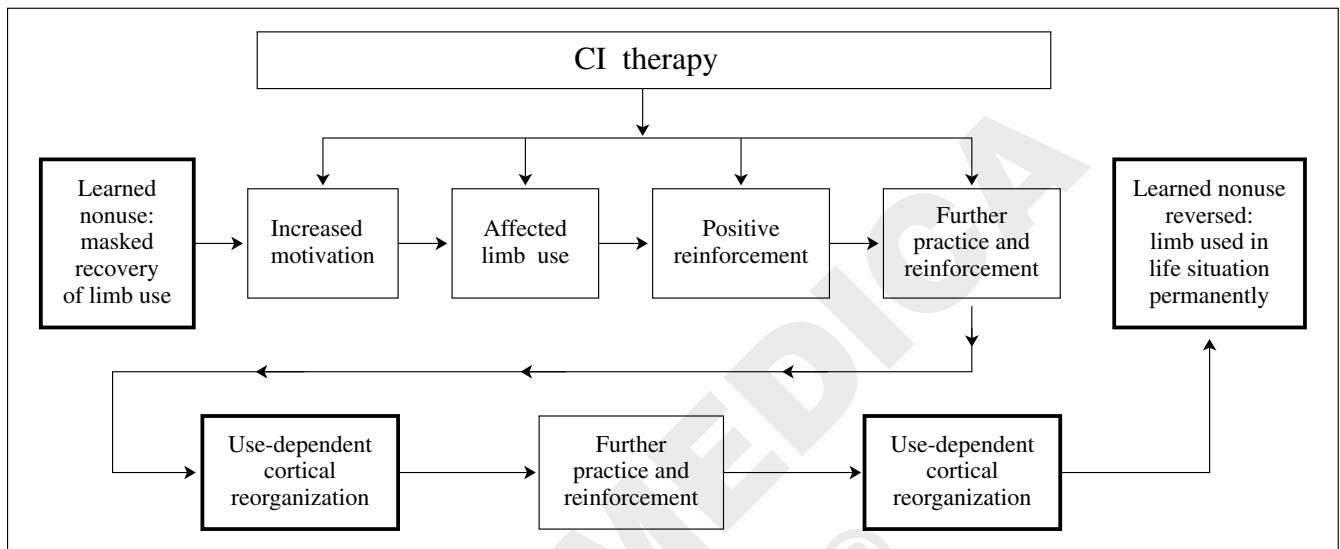 CI therapy
Learned
nonuse:
masked
recovery
of limb use
Increased
motivation
Affected
limb use
Positive
reinforcement
Further
practice and
reinforcement
Learned nonuse
reversed:
limb used in
life situation
permanently
Use-dependent
cortical
reorganization
Further
practice and
reinforcement
Use-dependent
cortical
reorganization
MEDICA
©